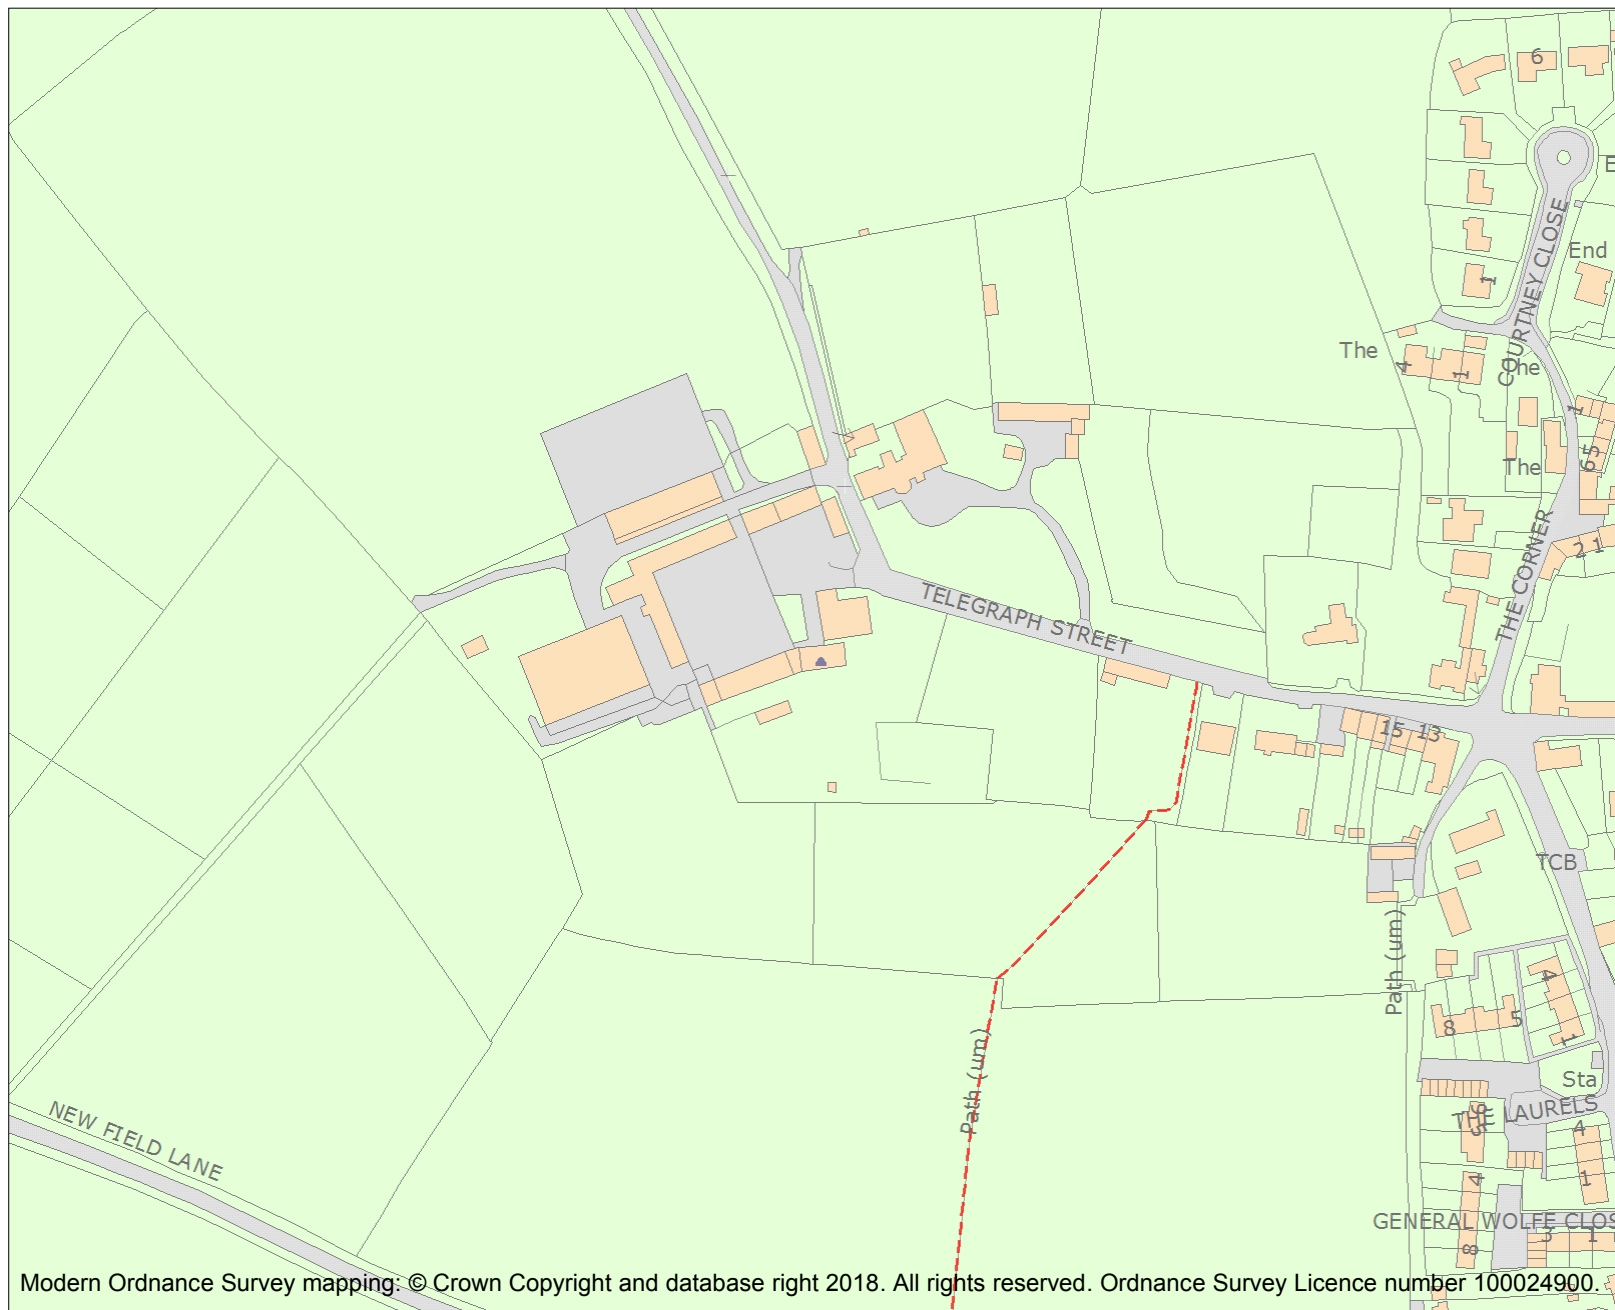 6
E
COURTNEY CLOSE
End
1
The
4
1
The
1
The
6 5
THE CORNER
2 1
TELEGRAPH STREET
15 13
TCB
Path (um)
4
8
5
1
Path (um)
Sta
THE LAURELS
4
NEW FIELD LANE
4
1
GENERAL WOLFE CLOS
3 1
8
Modern Ordnance Survey mapping: © Crown Copyright and database right 2018. All rights reserved. Ordnance Survey Licence number 100024900.